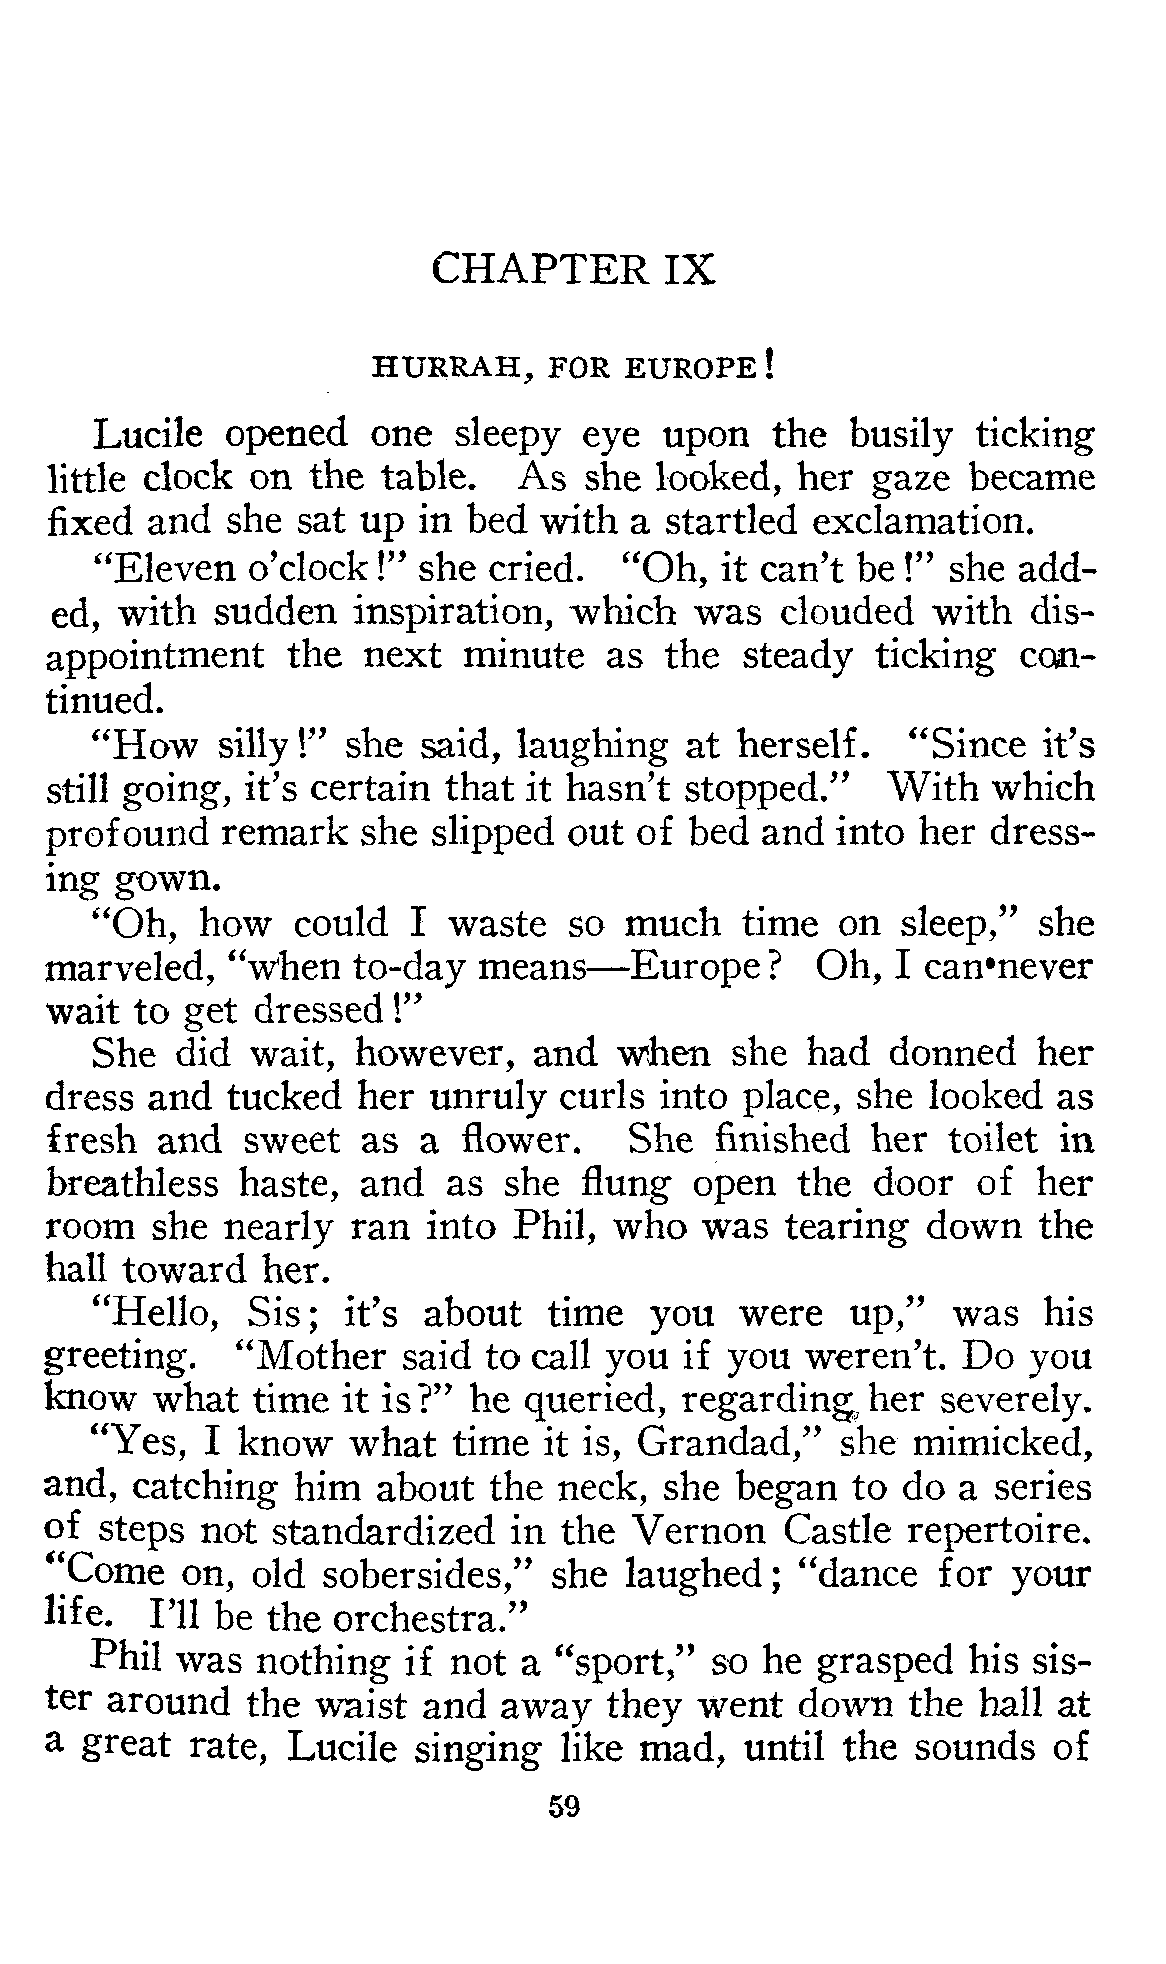 CHAPTER IX
HURRAH, FOR EUROPE!
Lucile opened one sleepy eye upon the busily ticking
little clock on the table. As she looked, her gaze became
fixed and she sat up in bed with a startled exclamation.
“Eleven o’clock!” she cried. “Oh, it can’t be!” she add-
ed, with sudden inspiration, which was clouded with dis-
appointment the next minute as the steady ticking con-
tinued.
“How silly!” she said, laughing at herself. “Since it’s
still going, it’s certain that it hasn’t stopped.” With which
profound remark she slipped out of bed and into her dress-
ing gown.
“Oh, how could I waste so much time on sleep,” she
marveled, “when to-day means—Europe? Oh, I can never
wait to get dressed!”
She did wait, however, and when she had donned her
dress and tucked her unruly curls into place, she looked as
fresh and sweet as a flower. She finished her toilet in
breathless haste, and as she flung open the door of her
room she nearly ran into Phil, who was tearing down the
hall toward her.
“Hello, Sis; it’s about time you were up,” was his
greeting. “Mother said to call you if you weren’t. Do you
know what time it is?” he queried, regarding her severely.
“Yes, I know what time it is, Grandad,” she mimicked,
and, catching him about the neck, she began to do a series
of steps not standardized in the Vernon Castle repertoire.
“Come on, old sobersides,” she laughed; “dance for your
life. I’ll be the orchestra.”
Phil was nothing if not a “sport,” so he grasped his sis-
ter around the waist and away they went down the hall at
a great rate, Lucile singing like mad, until the sounds of
59